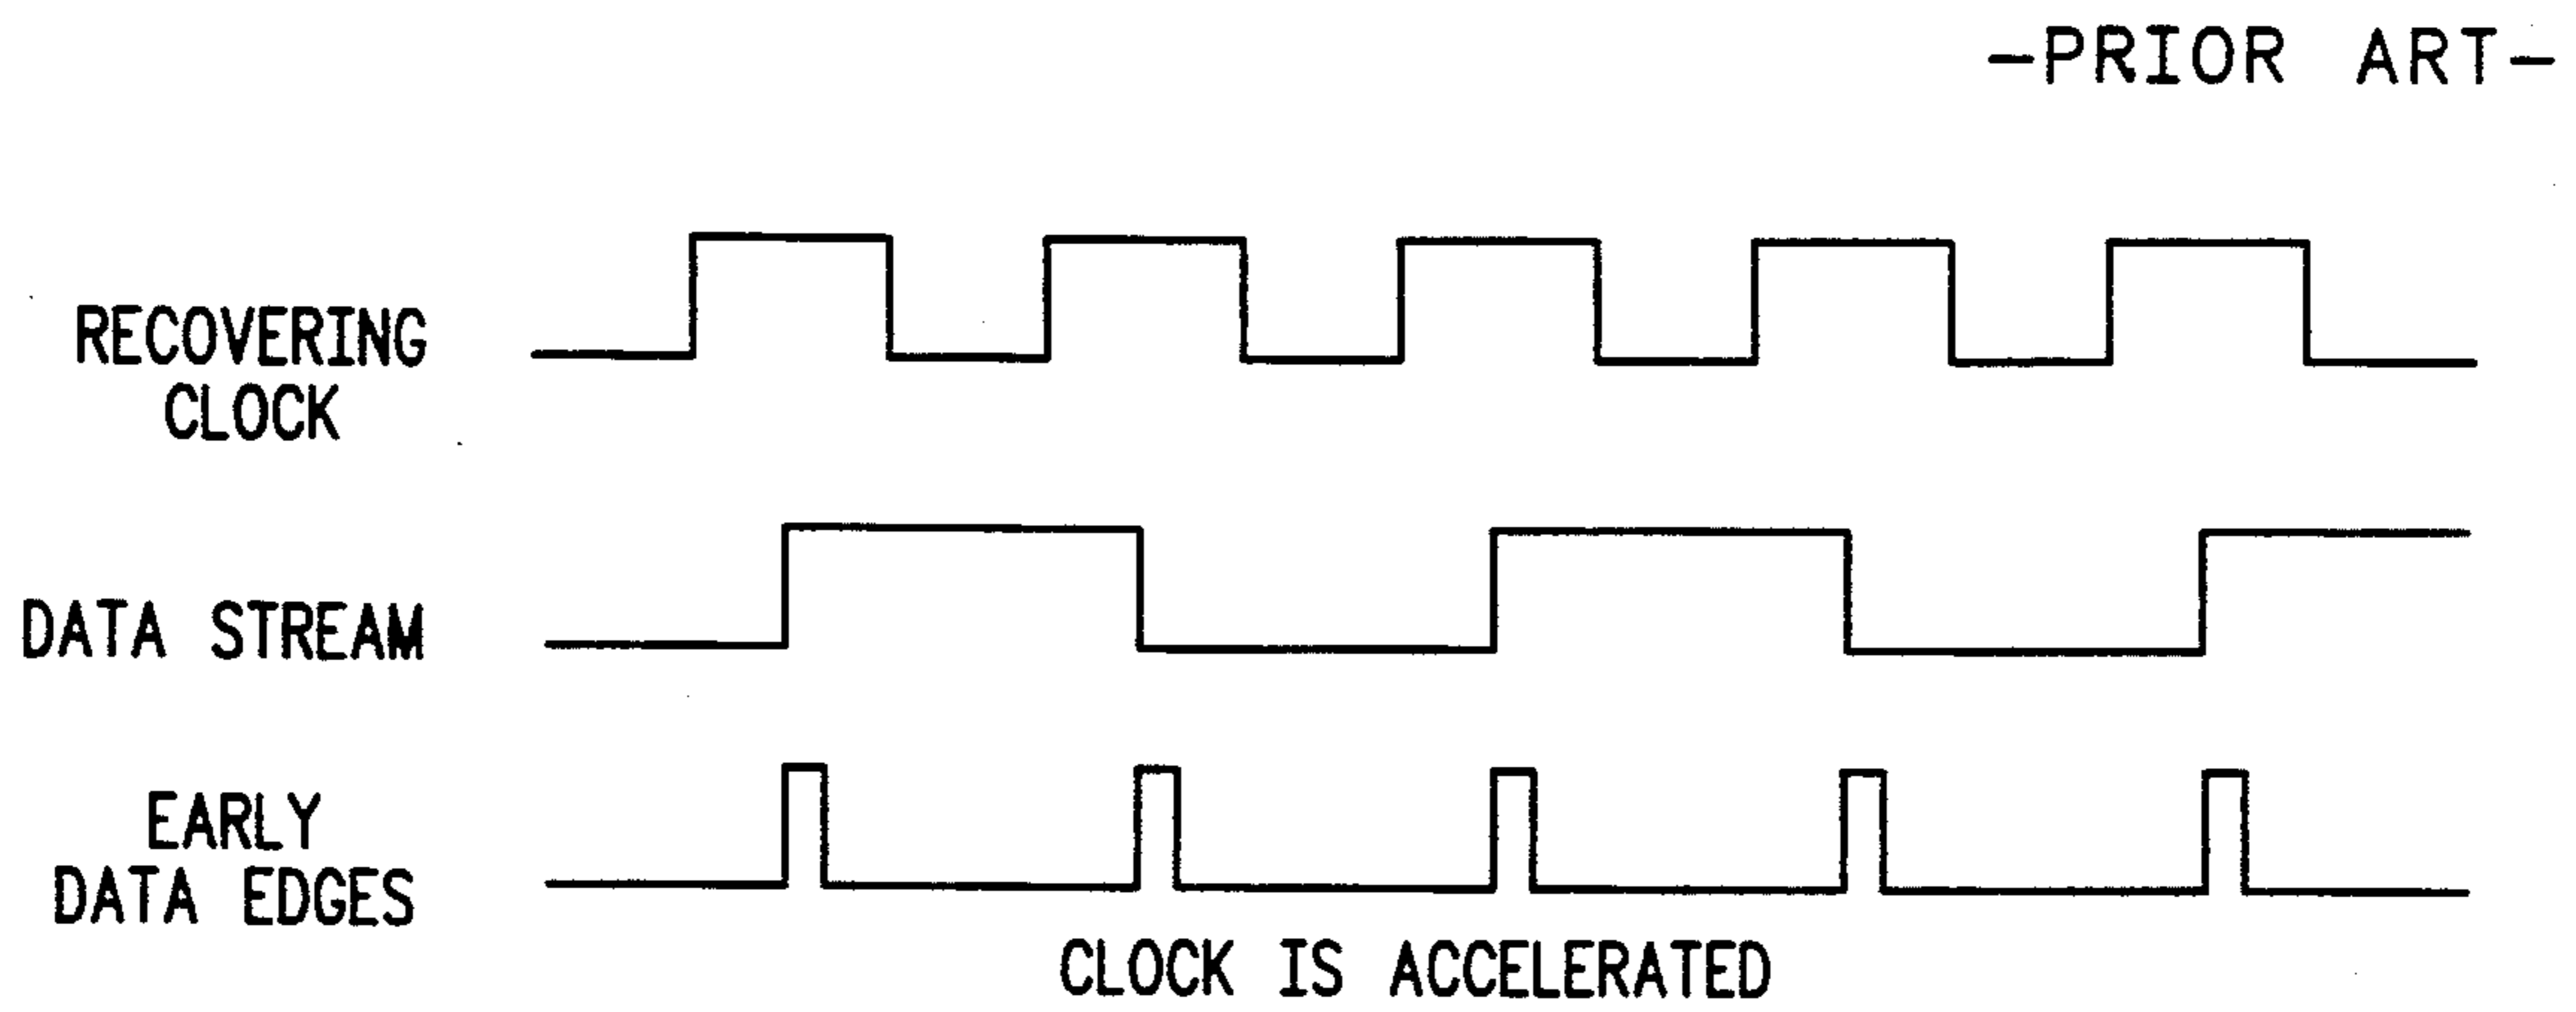 -PRIOR ART-
RECOVERING
CLOCK
DATA STREAM
EARLY
DATA EDGES
CLOCK IS ACCELERATED